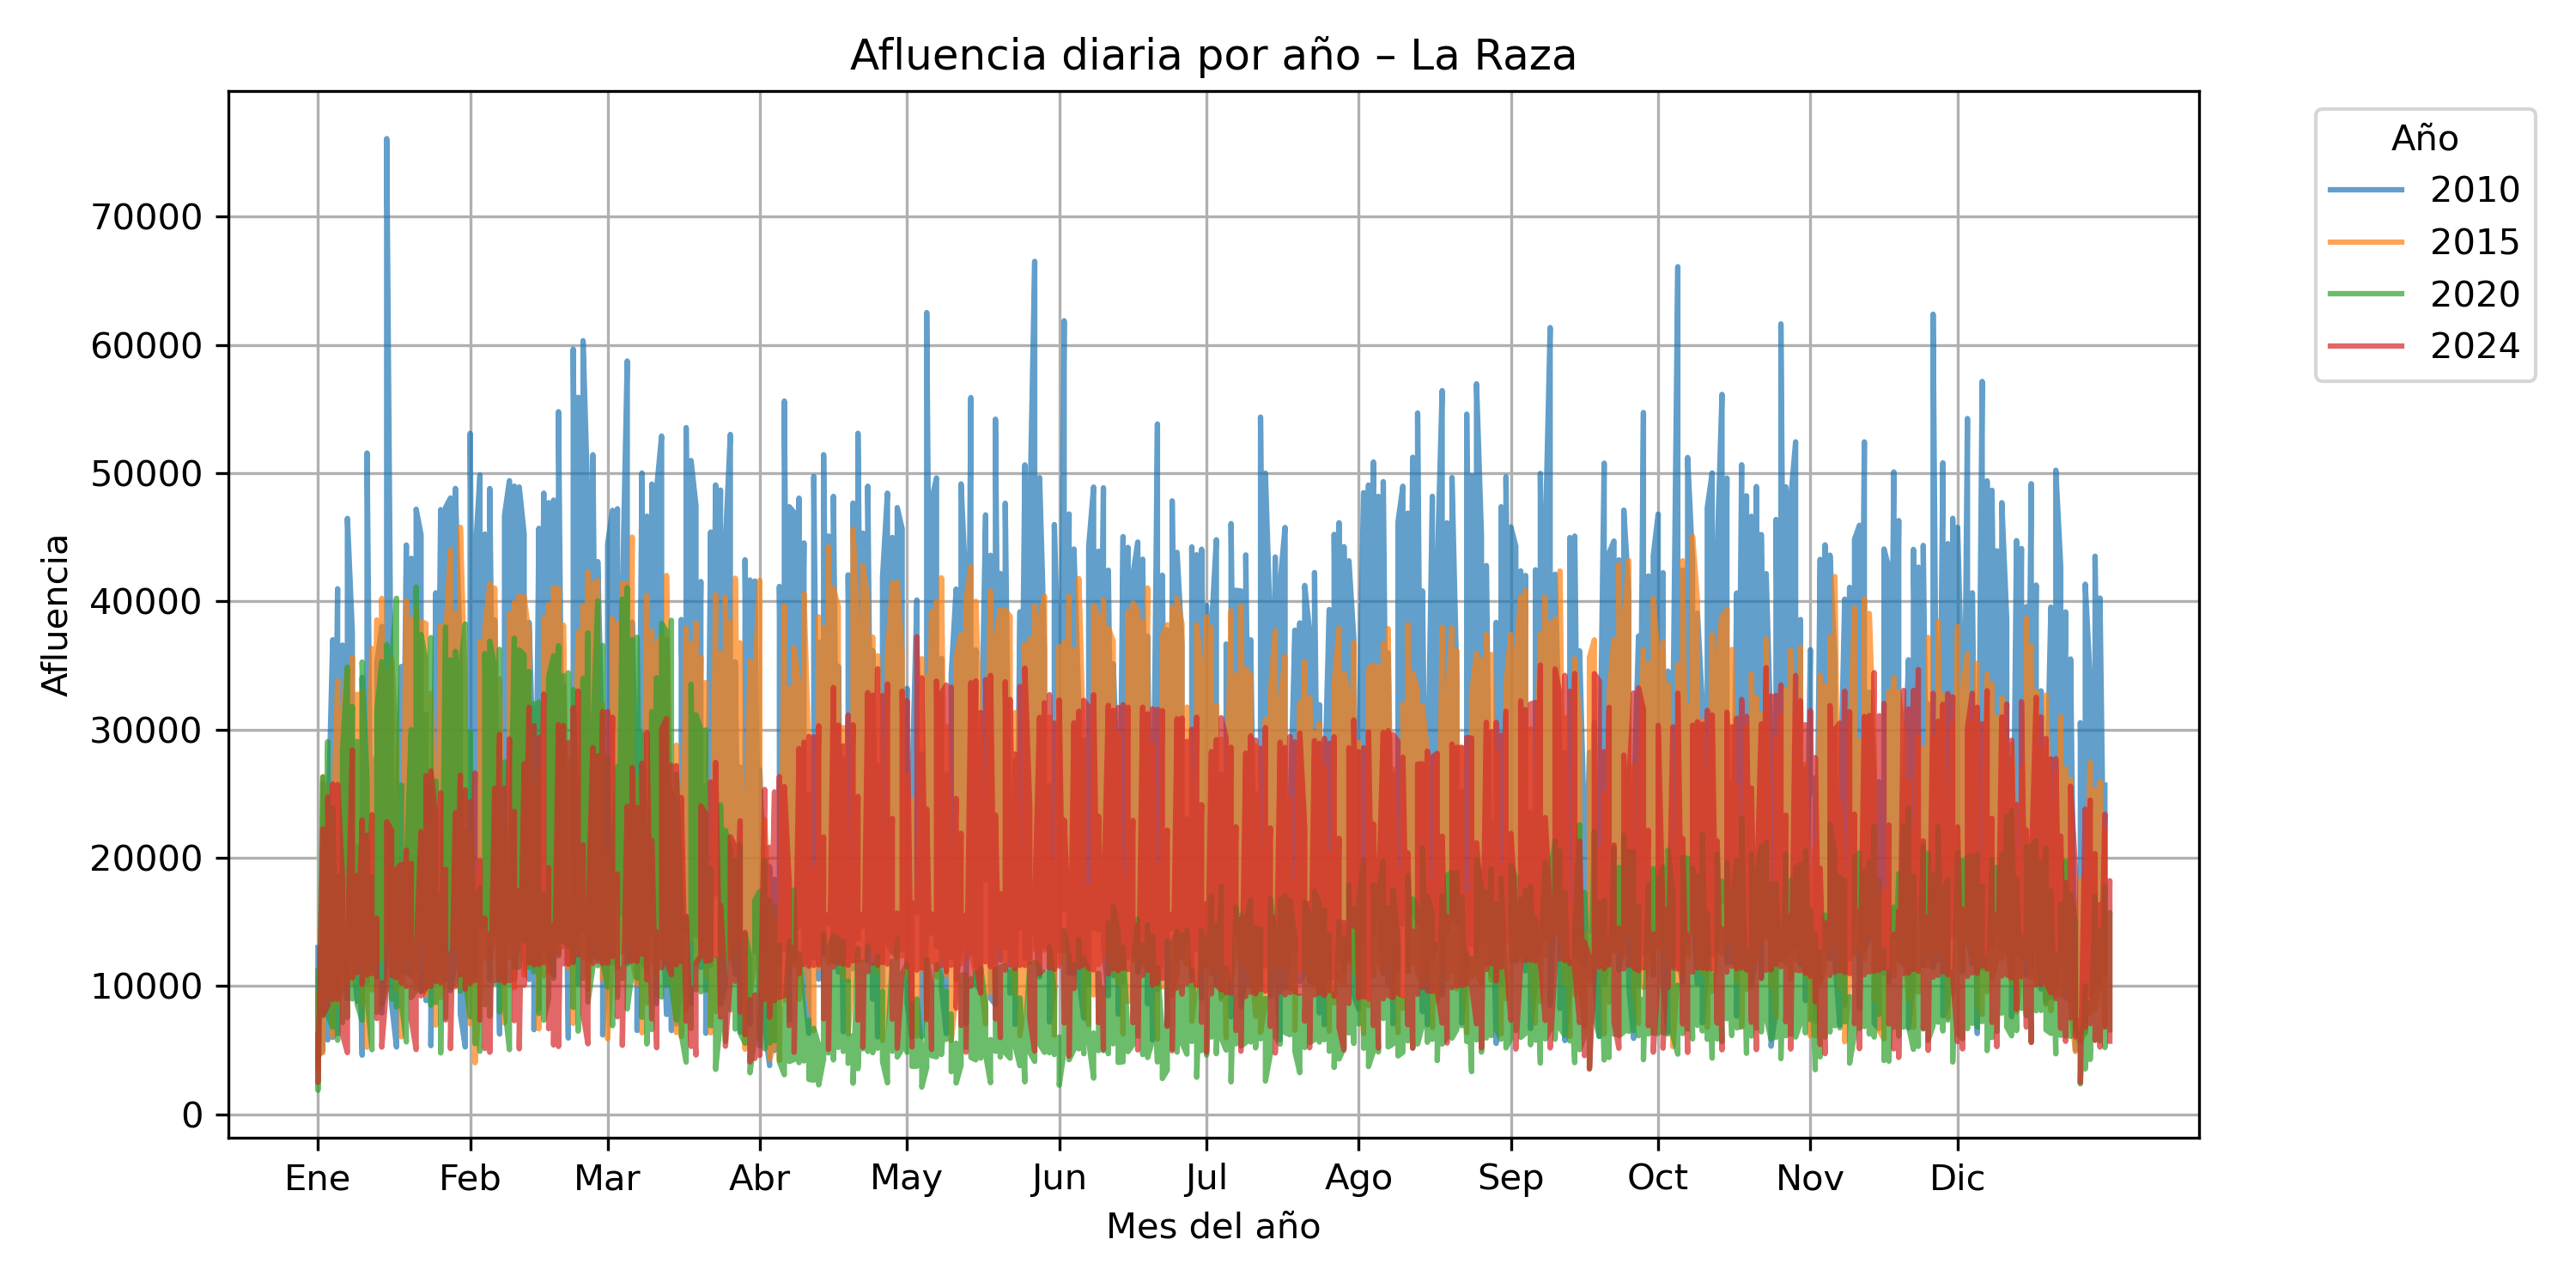 Afluencia diaria por año – La Raza
Afluencia
70000
60000
50000
40000
30000
20000
10000
0
Ene Feb Mar Abr May Jun Jul Ago Sep Oct Nov Dic
Mes del año
Año
2010
2015
2020
2024